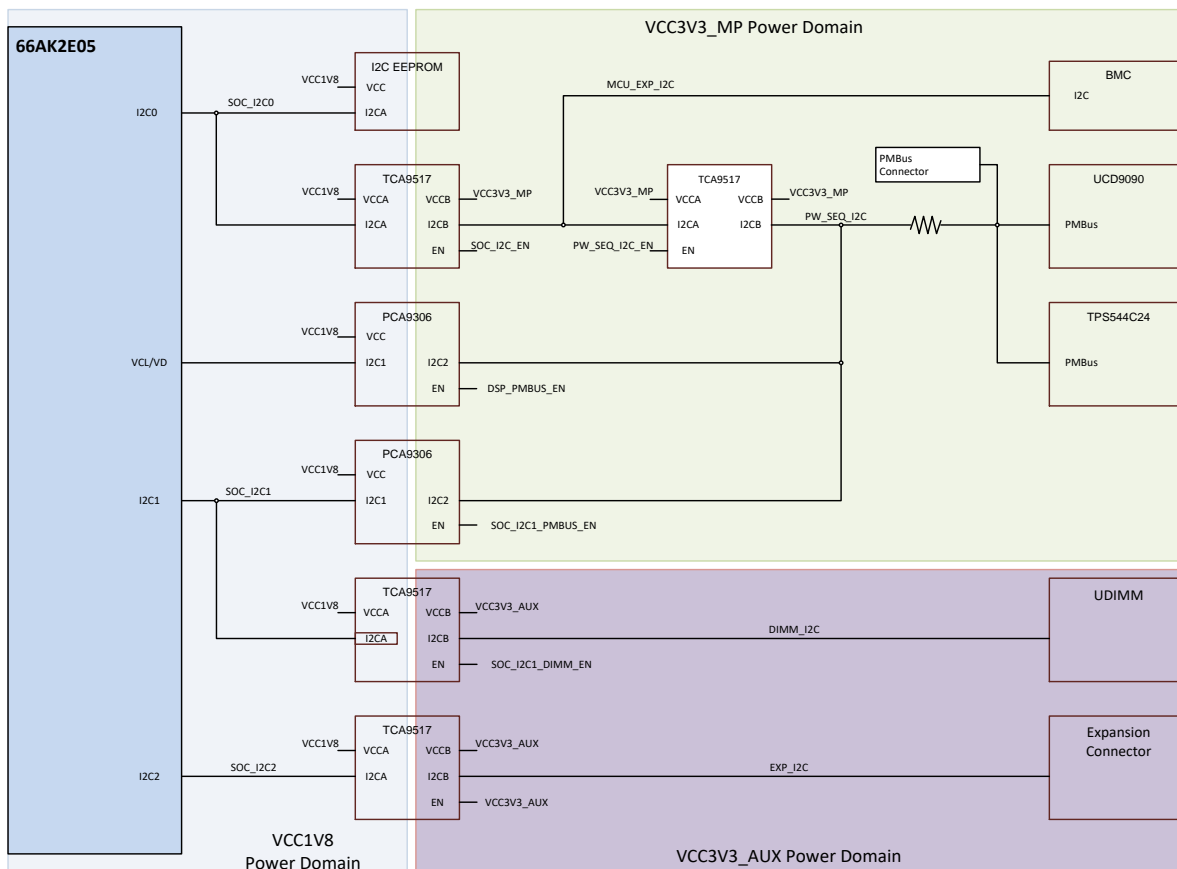 66AK2E05
I2C0
VCL/VD
I2C1
I2C2
SOC_I2C0
SOC_I2C1
SOC_I2C2
VCC1V8
Power Domain
VCC3V3_MP Power Domain
I2C EEPROM
VCC1V8
VCC
I2CA
TCA9517
VCC1V8
VCCA
VCCB
VCC3V3_MP
I2CA
I2CB
EN
SOC_I2C_EN
MCU_EXP_I2C
TCA9517
VCC3V3_MP
VCCA
VCCB
VCC3V3_MP
I2CA
I2CB
PW_SEQ_I2C
PW_SEQ_I2C_EN
EN
PMBus
Connector
BMC
I2C
UCD9090
PMBus
TPS544C24
PMBus
PCA9306
VCC1V8
VCC
I2C1
I2C2
EN
DSP_PMBUS_EN
PCA9306
VCC1V8
VCC
I2C1
I2C2
EN
SOC_I2C1_PMBUS_EN
TCA9517
VCC1V8
VCCA
VCCB
VCC3V3_AUX
I2CA
I2CB
EN
SOC_I2C1_DIMM_EN
DIMM_I2C
UDIMM
TCA9517
VCC1V8
VCCA
VCCB
VCC3V3_AUX
I2CA
I2CB
EN
VCC3V3_AUX
EXP_I2C
Expansion
Connector
VCC3V3_AUX Power Domain